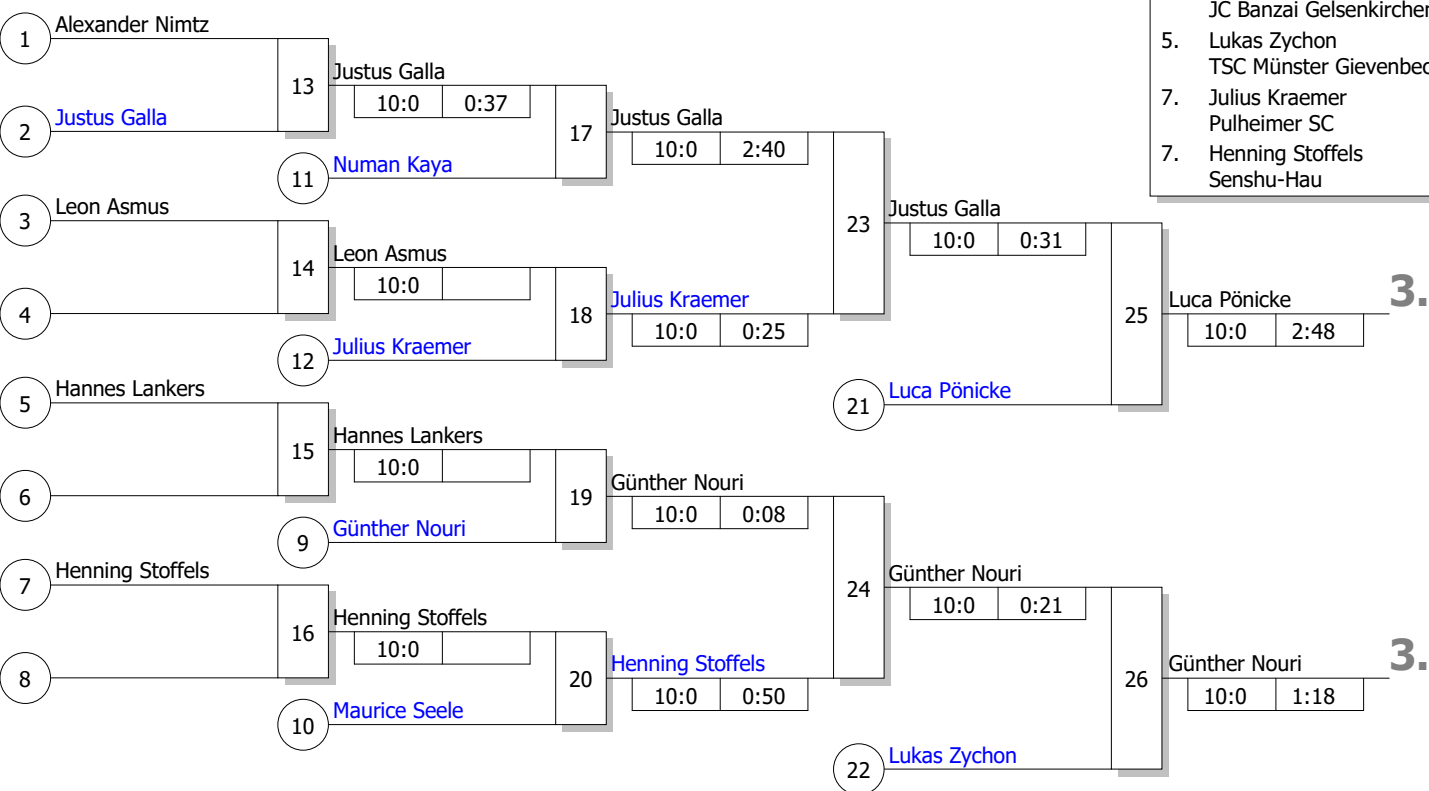 JC Banzai Gelsenkirchen
5. Lukas Zychon
TSC Münster Gievenbec
7. Julius Kraemer
Pulheimer SC
7. Henning Stoffels
Senshu-Hau
1 Alexander Nimtz
13 Justus Galla
10:0 0:37
2 Justus Galla
17 Justus Galla
10:0 2:40
11 Numan Kaya
3 Leon Asmus
23 Justus Galla
10:0 0:31
14 Leon Asmus
10:0
4
18 Julius Kraemer
10:0 0:25
12 Julius Kraemer
25 Luca Pönicke 3.
10:0 2:48
5 Hannes Lankers
21 Luca Pönicke
15 Hannes Lankers
10:0
6
19 Günther Nouri
10:0 0:08
9 Günther Nouri
7 Henning Stoffels
24 Günther Nouri
10:0 0:21
16 Henning Stoffels
10:0
8
20 Henning Stoffels
10:0 0:50
10 Maurice Seele
26 Günther Nouri 3.
10:0 1:18
22 Lukas Zychon